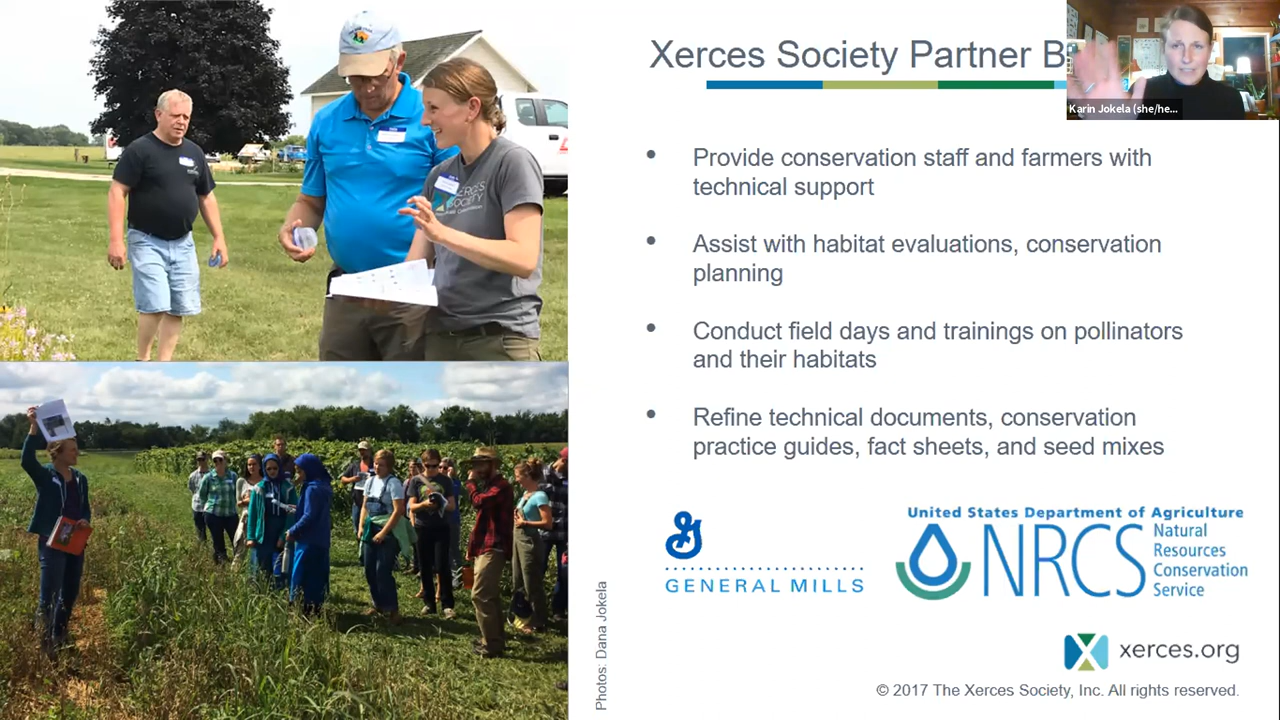 Xerces Society Partner B
Karin Jokela (she/he...
• Provide conservation staff and farmers with
technical support
• Assist with habitat evaluations, conservation
planning
• Conduct field days and trainings on pollinators
and their habitats
• Refine technical documents, conservation
practice guides, fact sheets, and seed mixes
XERCES
SOCIETY
Photos: Dana Jokela
G
GENERAL MILLS
United States Department of Agriculture
NRCS
Natural
Resources
Conservation
Service
X
xerces.org
© 2017 The Xerces Society, Inc. All rights reserved.